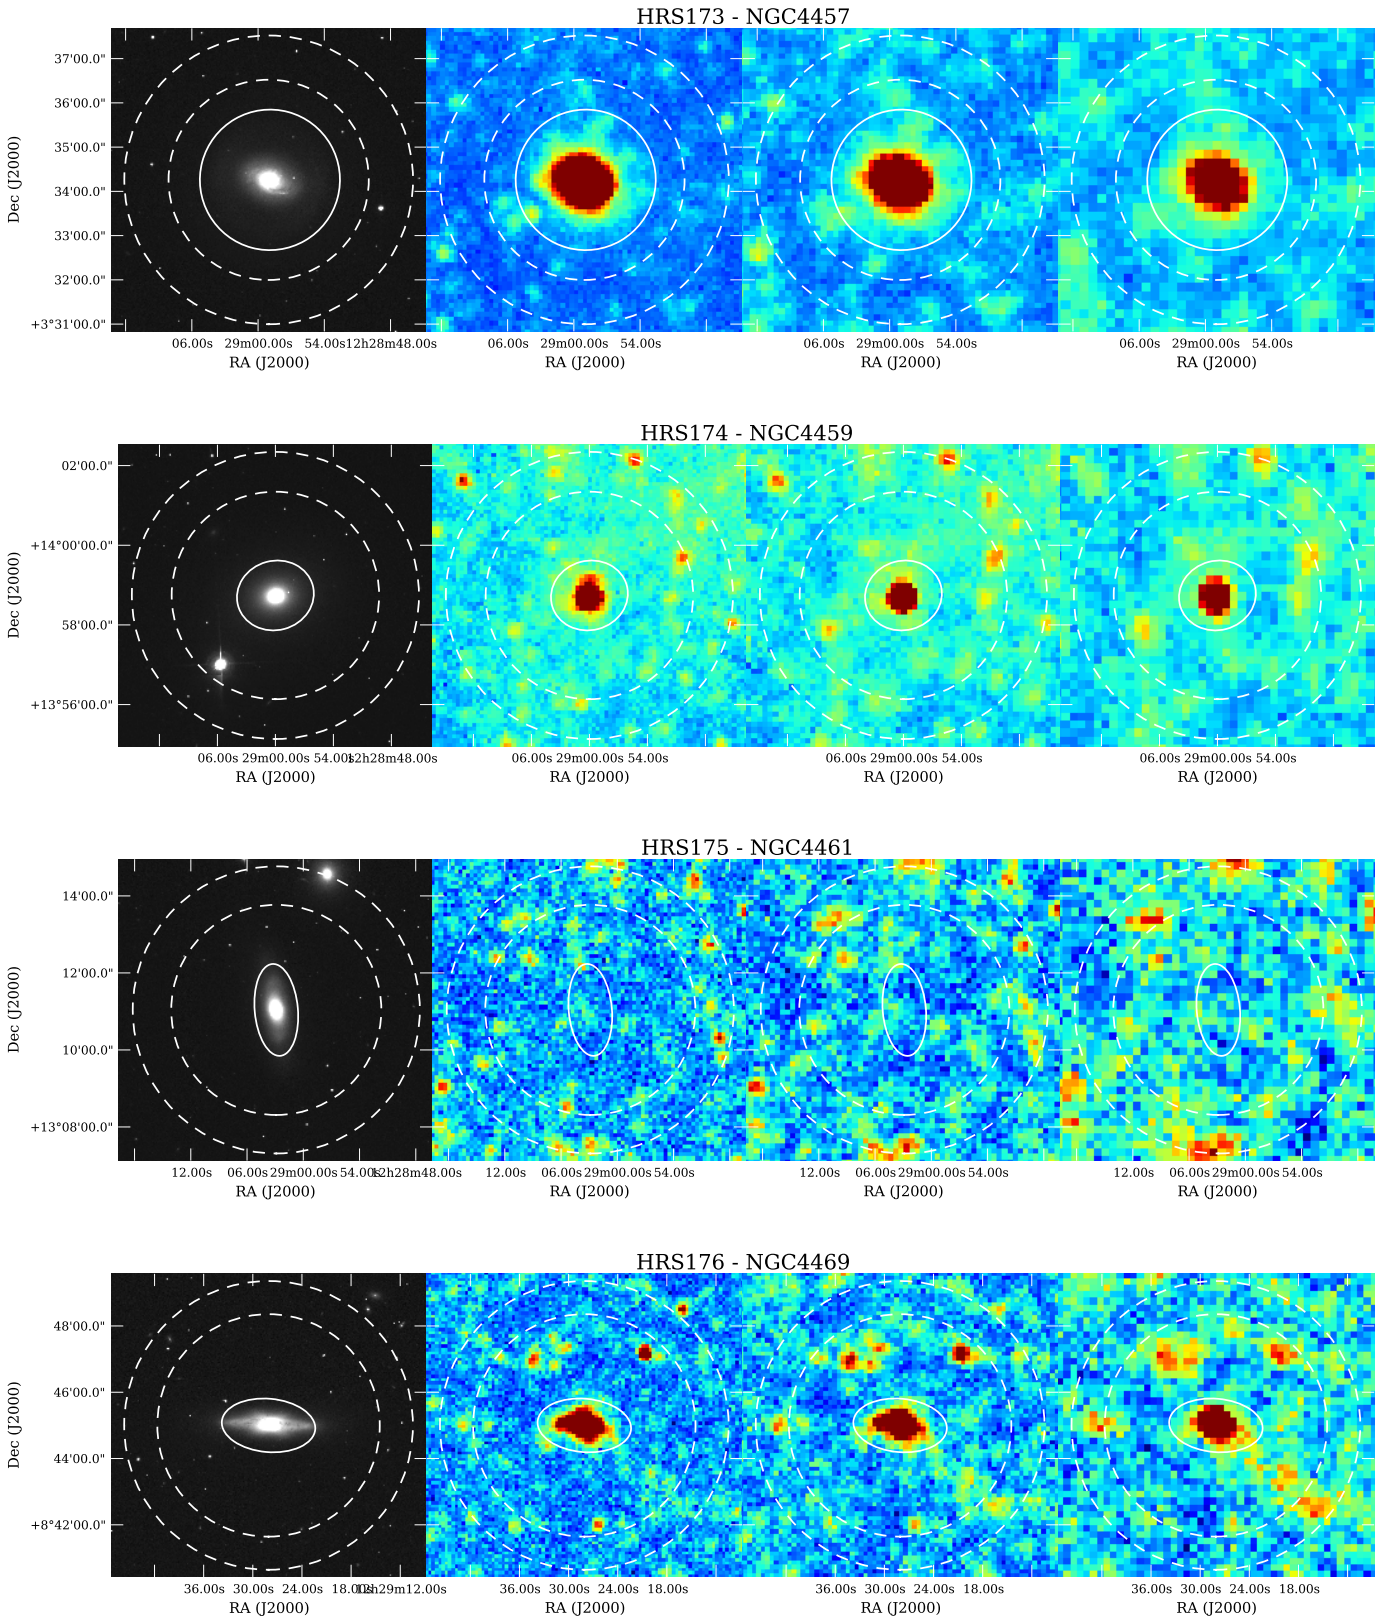 HRS173 - NGC4457
37'00.0"
36'00.0"
35'00.0"
34'00.0"
33'00.0"
32'00.0"
+3°31'00.0"
Dec (J2000)
06.00s 29m00.00s 54.00s12h28m48.00s 06.00s 29m00.00s 54.00s 06.00s 29m00.00s 54.00s 06.00s 29m00.00s 54.00s
RA (J2000) RA (J2000) RA (J2000) RA (J2000)
HRS174 - NGC4459
02'00.0"
+14°00'00.0"
58'00.0"
+13°56'00.0"
Dec (J2000)
06.00s 29m00.00s 54.00s12h28m48.00s 06.00s 29m00.00s 54.00s 06.00s 29m00.00s 54.00s 06.00s 29m00.00s 54.00s
RA (J2000) RA (J2000) RA (J2000) RA (J2000)
HRS175 - NGC4461
14'00.0"
12'00.0"
10'00.0"
+13°08'00.0"
Dec (J2000)
12.00s 06.00s 29m00.00s 54.00s 12h28m48.00s 12.00s 06.00s 29m00.00s 54.00s 12.00s 06.00s 29m00.00s 54.00s 12.00s 06.00s 29m00.00s 54.00s
RA (J2000) RA (J2000) RA (J2000) RA (J2000)
HRS176 - NGC4469
48'00.0"
46'00.0"
44'00.0"
+8°42'00.0"
Dec (J2000)
36.00s 30.00s 24.00s 18.00s 12h29m12.00s 36.00s 30.00s 24.00s 18.00s 36.00s 30.00s 24.00s 18.00s 36.00s 30.00s 24.00s 18.00s
RA (J2000) RA (J2000) RA (J2000) RA (J2000)